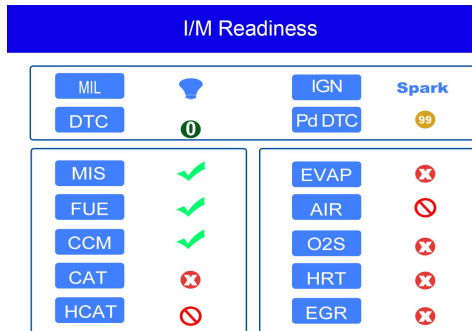 I/M Readiness
MIL
IGN
Spark
DTC
0
Pd DTC
99
MIS
FUE
CCM
CAT
HCAT
EVAP
AIR
O2S
HRT
EGR